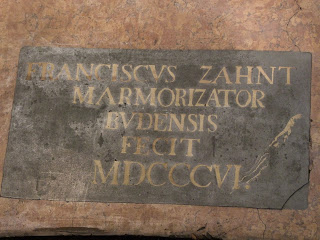 FRANCISCVS ZAHNT
MARMORIZATOR
BVDENSIS
FECIT
MDCCCVI.